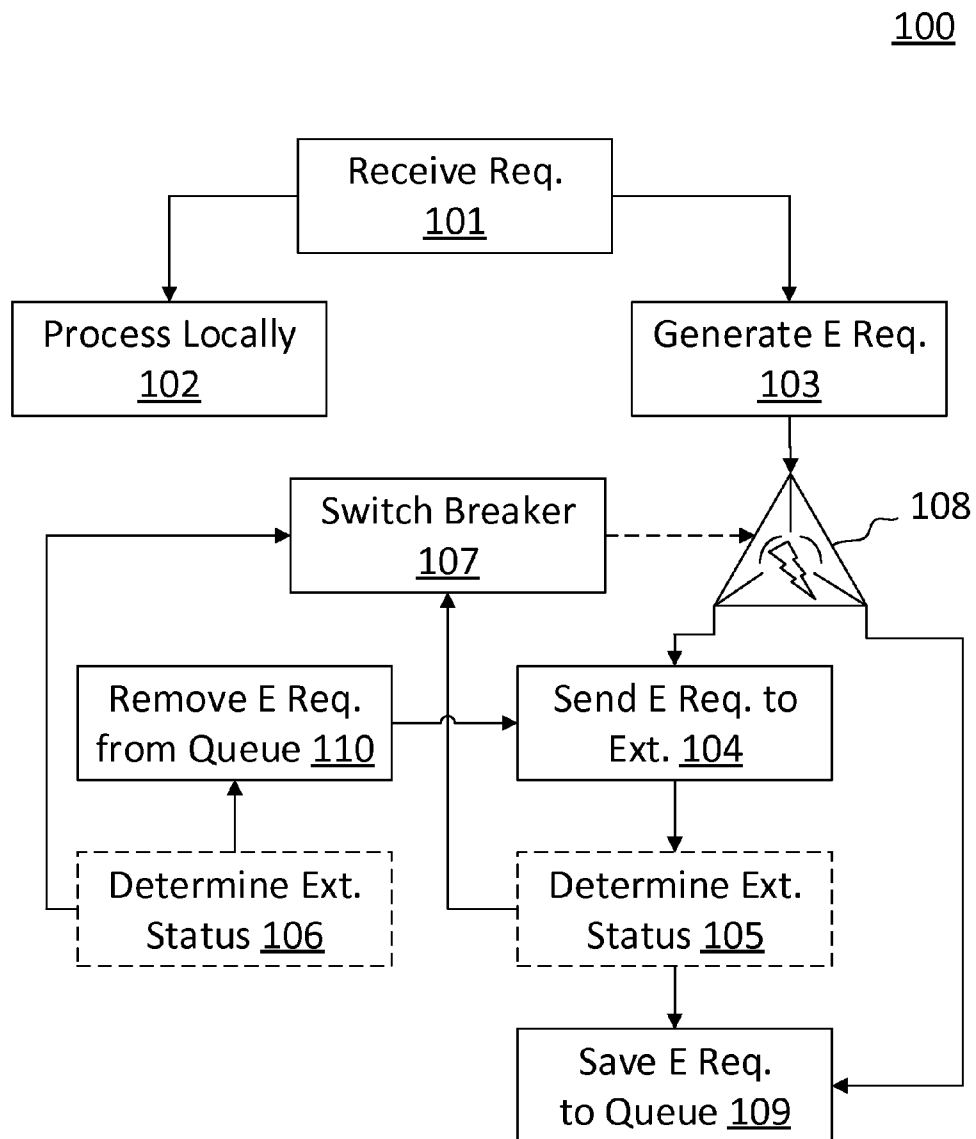 100
Receive Req.
101
Process Locally
102
Generate E Req.
103
Switch Breaker
107
108
Remove E Req.
from Queue 110
Send E Req. to
Ext. 104
Determine Ext.
Status 106
Determine Ext.
Status 105
Save E Req.
to Queue 109